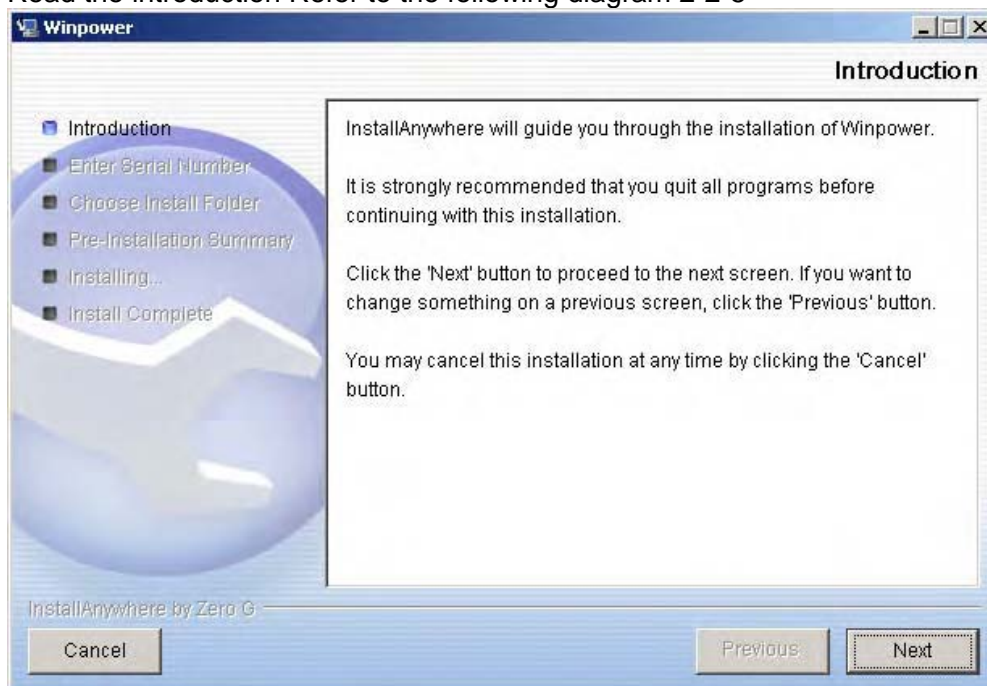 Read the introduction Refer to the following diagram 2-2-3
Winpower
Introduction
Introduction
Enter Serial Number
Choose Install Folder
Pre-Installation Summary
Installing...
Install Complete
InstallAnywhere will guide you through the installation of Winpower.
It is strongly recommended that you quit all programs before
continuing with this installation.
Click the 'Next' button to proceed to the next screen. If you want to
change something on a previous screen, click the 'Previous' button.
You may cancel this installation at any time by clicking the 'Cancel'
button.
InstallAnywhere by Zero G
Cancel
Previous
Next